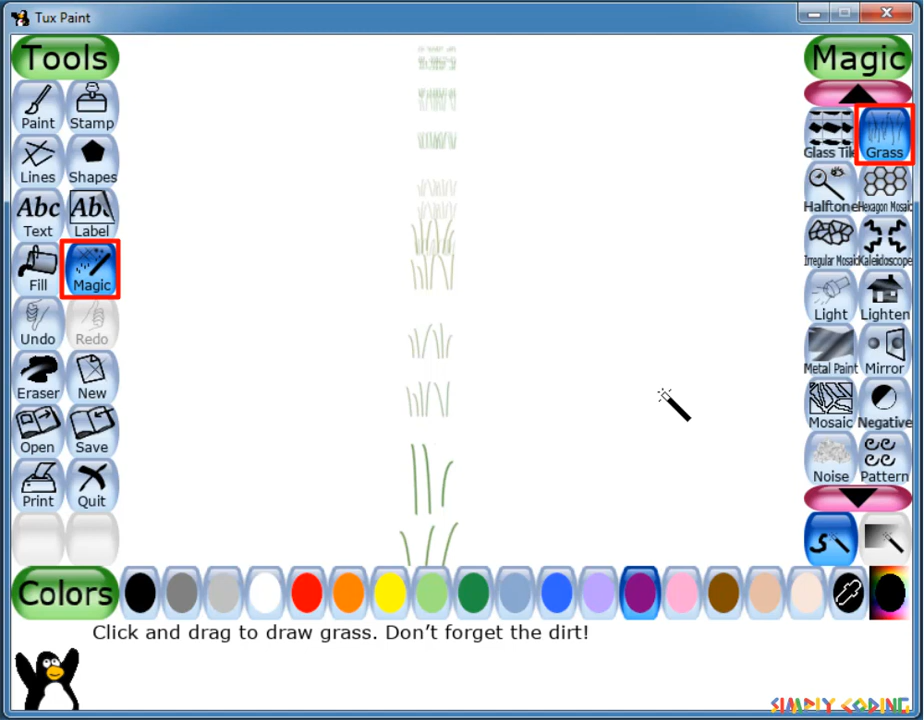 Tux Paint
Tools
Magic
Paint Stamp
Glass Tile Grass
Lines Shapes
Halftone Hexagon Mosaic
Abc Abc
Text Label
Irregular Mosaic Kaleidoscope
Fill Magic
Light Lighten
Undo Redo
Metal Paint Mirror
Eraser New
Mosaic Negative
Open Save
Noise Pattern
Print Quit
Colors
Click and drag to draw grass. Don't forget the dirt!
SIMPLY CODING